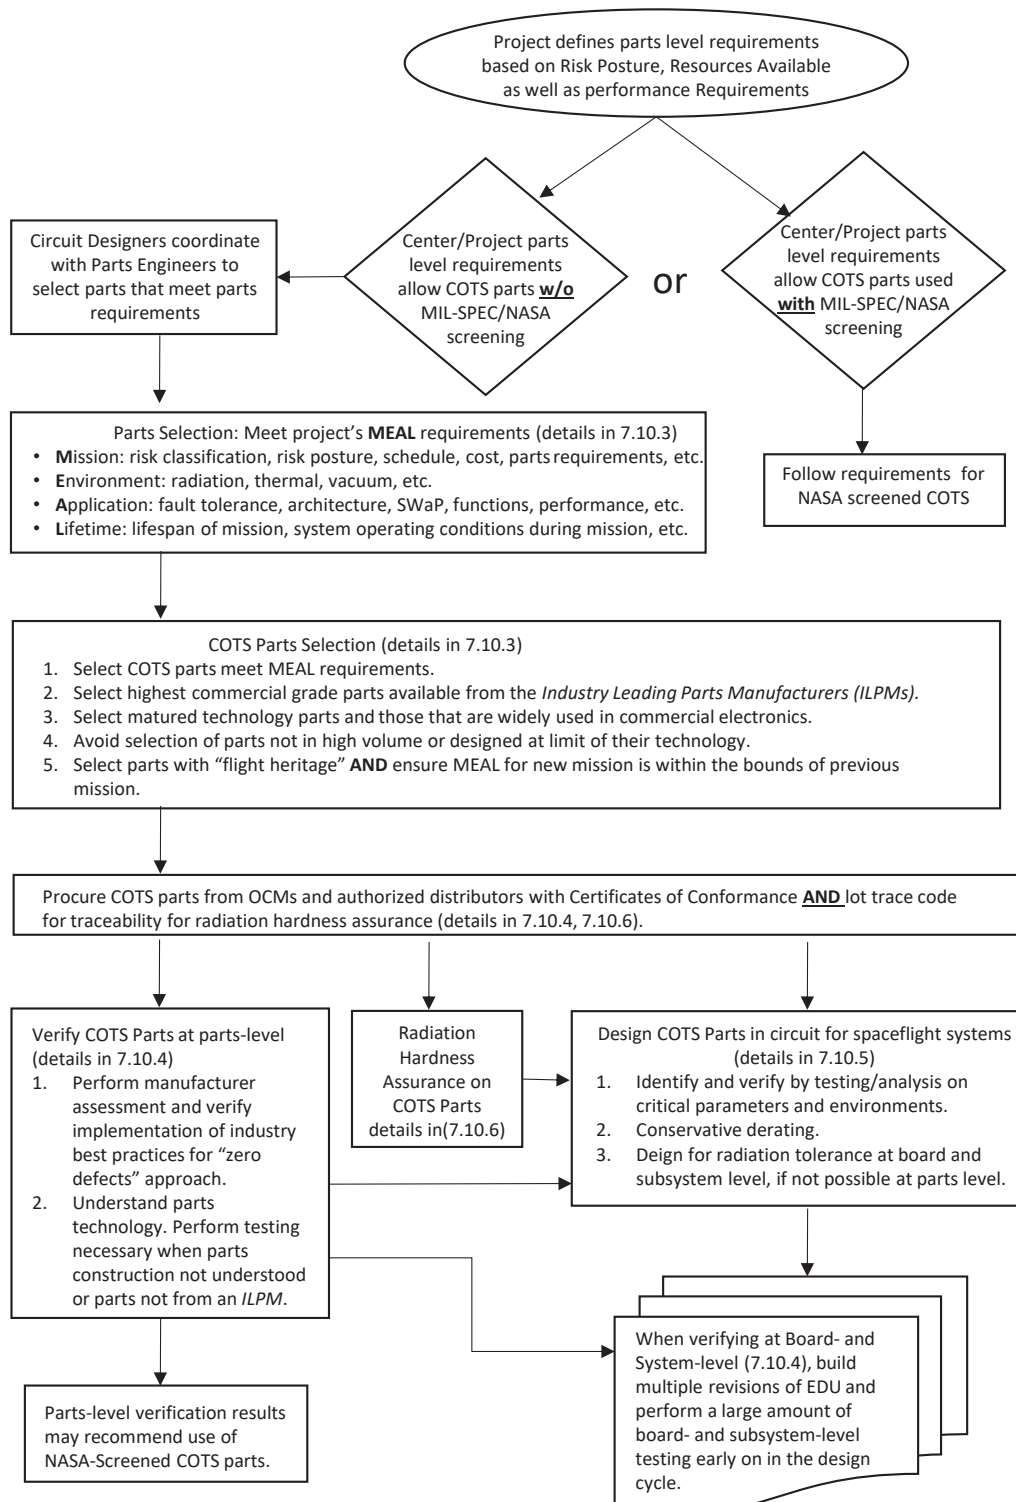 Project defines parts level requirements
based on Risk Posture, Resources Available
as well as performance Requirements
Circuit Designers coordinate
with Parts Engineers to
select parts that meet parts
requirements
Center/Project parts
level requirements
allow COTS parts w/o
MIL-SPEC/NASA
screening
or
Center/Project parts
level requirements
allow COTS parts used
with MIL-SPEC/NASA
screening
Parts Selection: Meet project's MEAL requirements (details in 7.10.3)
• Mission: risk classification, risk posture, schedule, cost, parts requirements, etc.
• Environment: radiation, thermal, vacuum, etc.
• Application: fault tolerance, architecture, SWaP, functions, performance, etc.
• Lifetime: lifespan of mission, system operating conditions during mission, etc.
Follow requirements for
NASA screened COTS
COTS Parts Selection (details in 7.10.3)
1. Select COTS parts meet MEAL requirements.
2. Select highest commercial grade parts available from the Industry Leading Parts Manufacturers (ILPMs).
3. Select matured technology parts and those that are widely used in commercial electronics.
4. Avoid selection of parts not in high volume or designed at limit of their technology.
5. Select parts with “flight heritage” AND ensure MEAL for new mission is within the bounds of previous
mission.
Procure COTS parts from OCMs and authorized distributors with Certificates of Conformance AND lot trace code
for traceability for radiation hardness assurance (details in 7.10.4, 7.10.6).
Verify COTS Parts at parts-level
(details in 7.10.4)
1. Perform manufacturer
assessment and verify
implementation of industry
best practices for “zero
defects” approach.
2. Understand parts
technology. Perform testing
necessary when parts
construction not understood
or parts not from an ILPM.
Radiation
Hardness
Assurance on
COTS Parts
details in(7.10.6)
Design COTS Parts in circuit for spaceflight systems
(details in 7.10.5)
1. Identify and verify by testing/analysis on
critical parameters and environments.
2. Conservative derating.
3. Deign for radiation tolerance at board and
subsystem level, if not possible at parts level.
Parts-level verification results
may recommend use of
NASA-Screened COTS parts.
When verifying at Board- and
System-level (7.10.4), build
multiple revisions of EDU and
perform a large amount of
board- and subsystem-level
testing early on in the design
cycle.